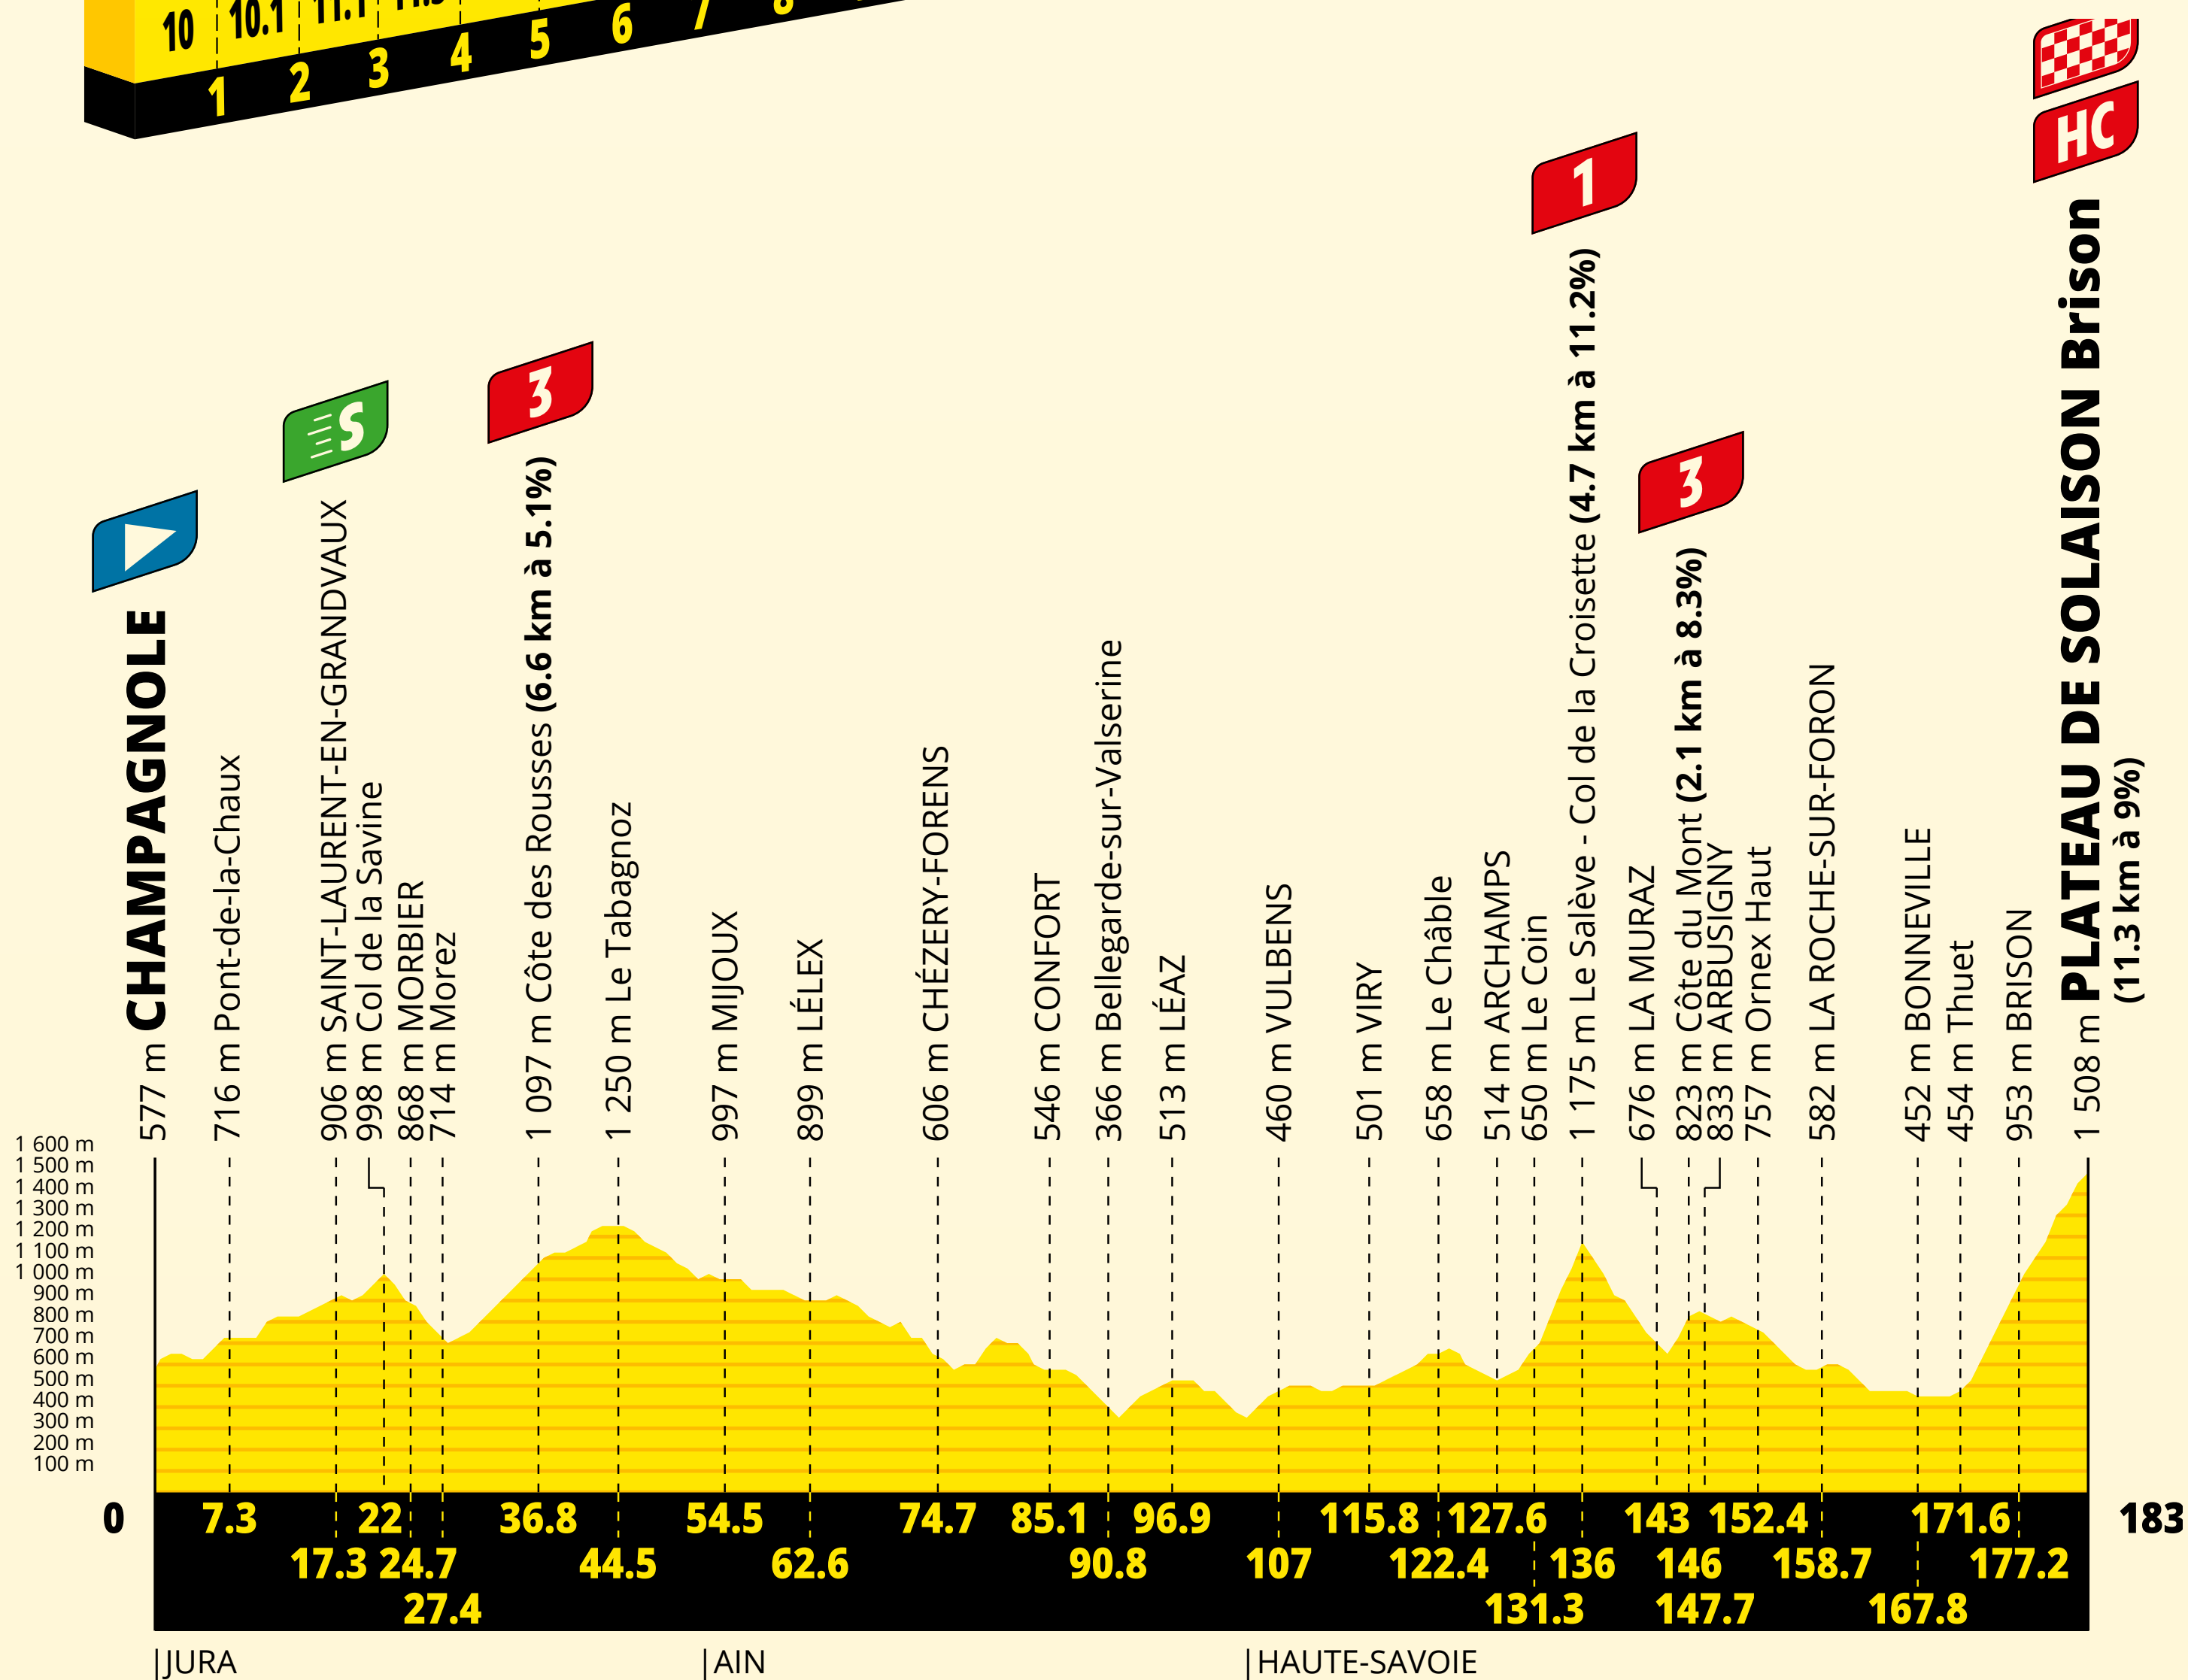 10 10.1 11.1
1 2 3 4 5 6 7 8
HC
1
3
S
3
3
577 m CHAMPAGNOLE
716 m Pont-de-la-Chaux
906 m SAINT-LAURENT-EN-GRANDVAUX
998 m Col de la Savine
868 m MORBIER
714 m Morez
1 097 m Côte des Rousses (6.6 km à 5.1%)
1 250 m Le Tabagnoz
997 m MIJOUX
899 m LÉLEX
606 m CHÉZERY-FORENS
546 m CONFORT
366 m Bellegarde-sur-Valserine
513 m LÉAZ
460 m VULBENS
501 m VIRY
658 m Le Châble
514 m ARCHAMPS
650 m Le Coin
1 175 m Le Salève - Col de la Croisette (4.7 km à 11.2%)
676 m LA MURAZ
823 m Côte du Mont (2.1 km à 8.3%)
833 m ARBUSIGNY
757 m Ornex Haut
582 m LA ROCHE-SUR-FORON
452 m BONNEVILLE
454 m Thuet
953 m BRISON
1 508 m PLATEAU DE SOLAISON Brison
(11.3 km à 9%)
1 600 m
1 500 m
1 400 m
1 300 m
1 200 m
1 100 m
1 000 m
900 m
800 m
700 m
600 m
500 m
400 m
300 m
200 m
100 m
0 7.3 22 36.8 54.5 74.7 85.1 96.9 115.8 127.6 143 152.4 171.6 183
17.3 24.7 44.5 62.6 90.8 107 122.4 136 146 158.7 177.2
27.4 131.3 147.7 167.8
JURA AIN HAUTE-SAVOIE